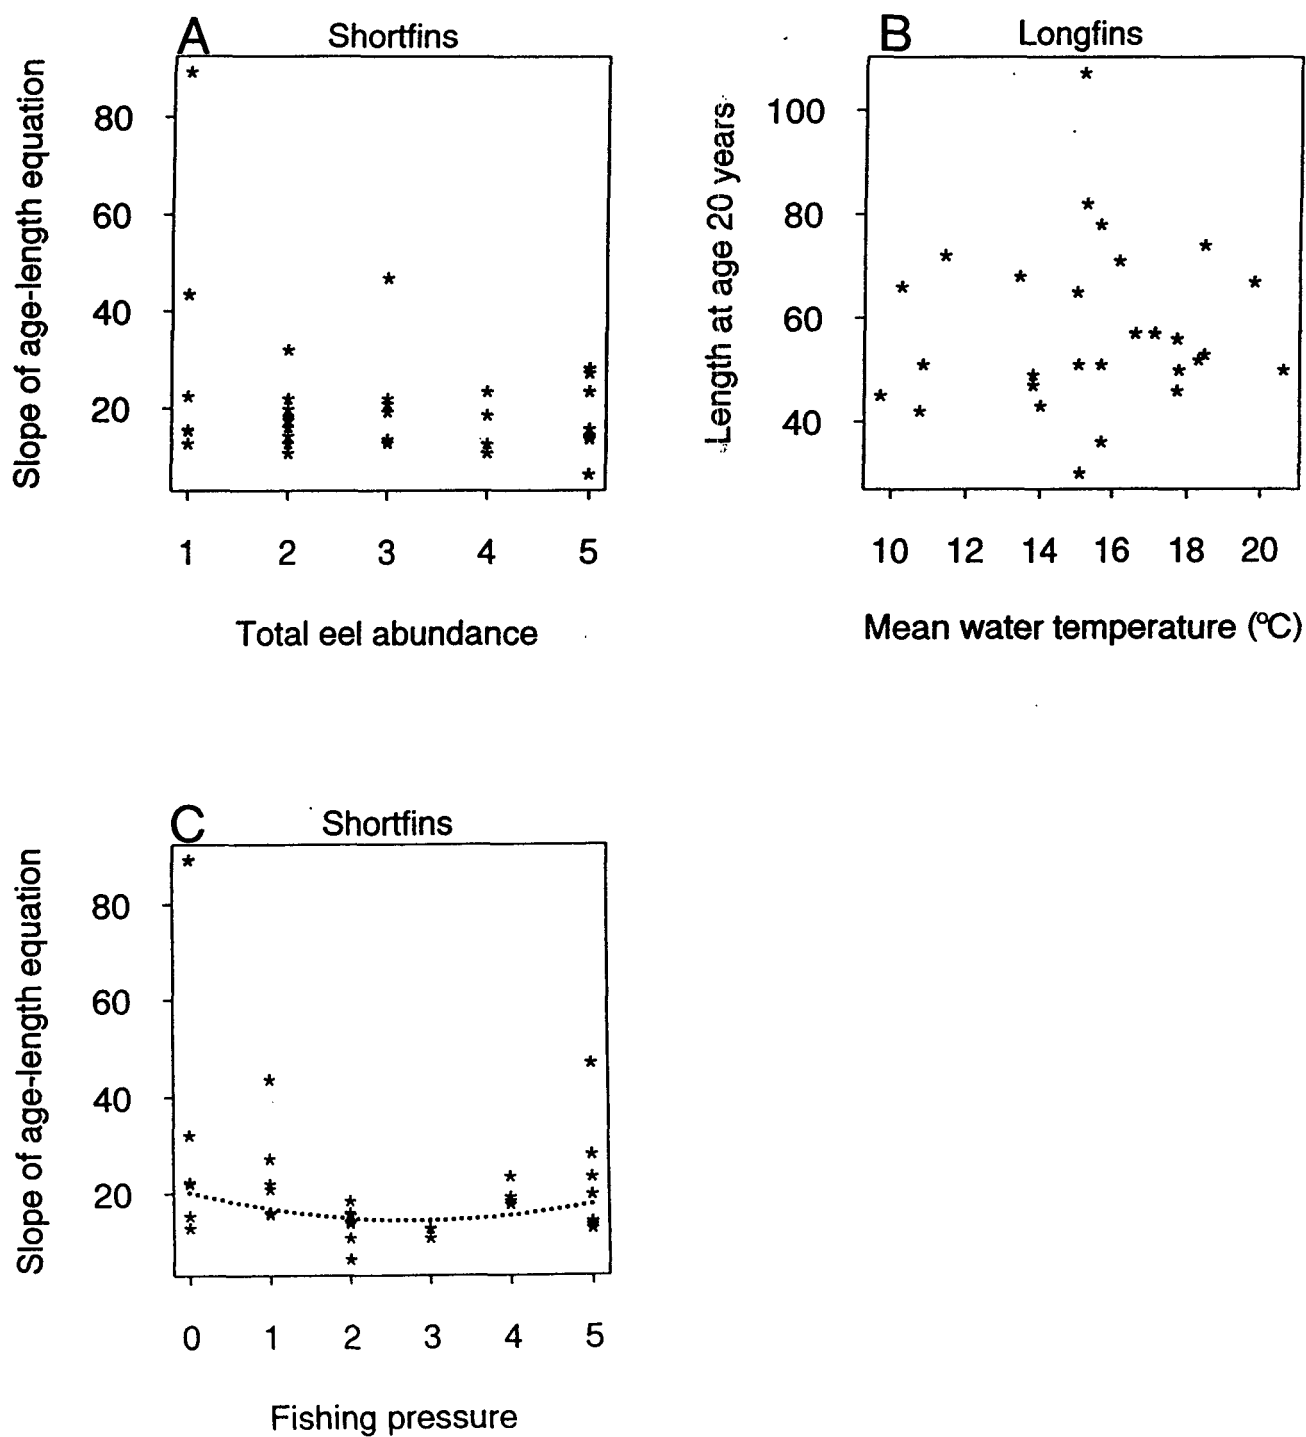 A Shortfins
Slope of age-length equation
80
60
40
20
1 2 3 4 5
Total eel abundance
B Longfins
Length at age 20 years
100
80
60
40
10 12 14 16 18 20
Mean water temperature (°C)
C Shortfins
Slope of age-length equation
80
60
40
20
0 1 2 3 4 5
Fishing pressure